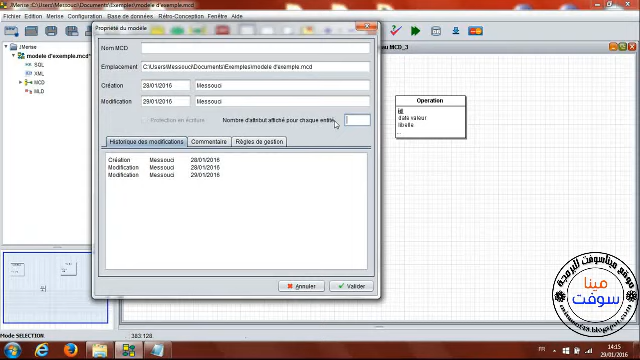 JMerise : C:\Users\Messouci\Documents\Exemples\modele d'exemple.mcd
Fichier Edition Merise Configuration Base de données Rétro-Conception Fenêtre Aide
JMerise
modele d'exemple.mcd*
SQL
XML
MCD
MLD
Propriété du modèle
Nom MCD
Emplacement C:\Users\Messouci\Documents\Exemples\modele d'exemple.mcd
Création 28/01/2016 Messouci
Modification 29/01/2016 Messouci
Protection en écriture Nombre d'attribut affiché pour chaque entité
Historique des modifications Commentaire Règles de gestion
Création Messouci 28/01/2016
Modification Messouci 28/01/2016
Modification Messouci 29/01/2016
Annuler Valider
au MCD_3
Operation
id
date valeur
libelle
...
Mode SELECTION 383:128
مدونة ميناسوفت للبرمجة
مينا
سوفت
FR 14:15
29/01/2016